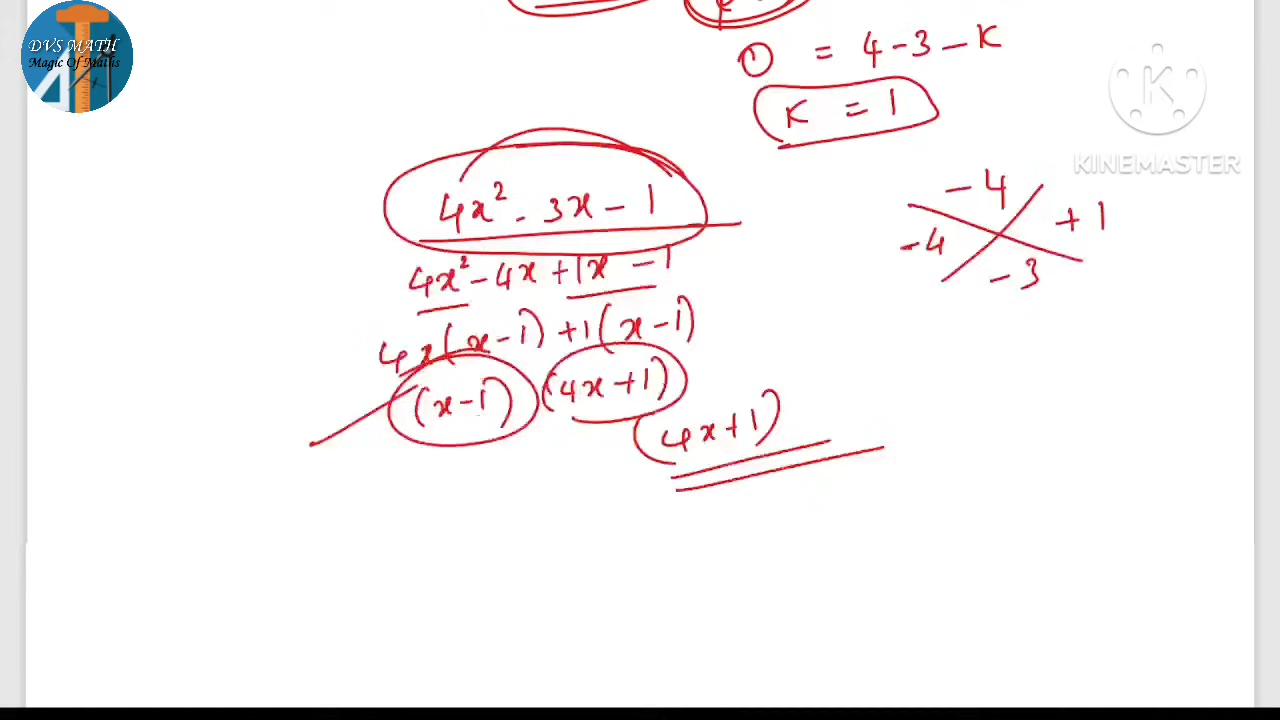 DVS MATH
Magic Of Maths
0 = 4 - 3 - K
K = 1
K
KINEMASTER
4x² - 3x - 1
-4
-4 +1
-3
4x² - 4x + 1x - 1
4x(x-1) + 1(x-1)
(x-1) (4x+1)
(4x+1)